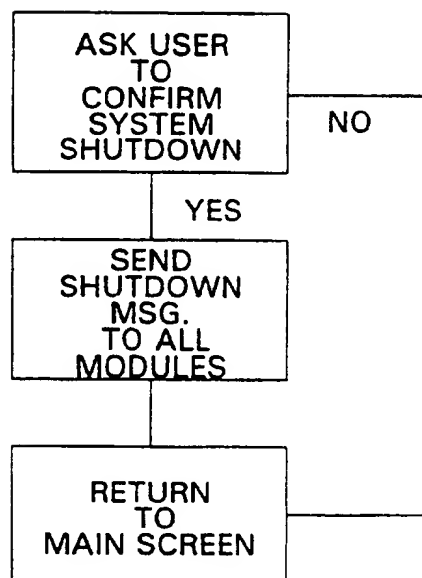 ASK USER
TO
CONFIRM
SYSTEM
SHUTDOWN
NO
YES
SEND
SHUTDOWN
MSG.
TO ALL
MODULES
RETURN
TO
MAIN SCREEN